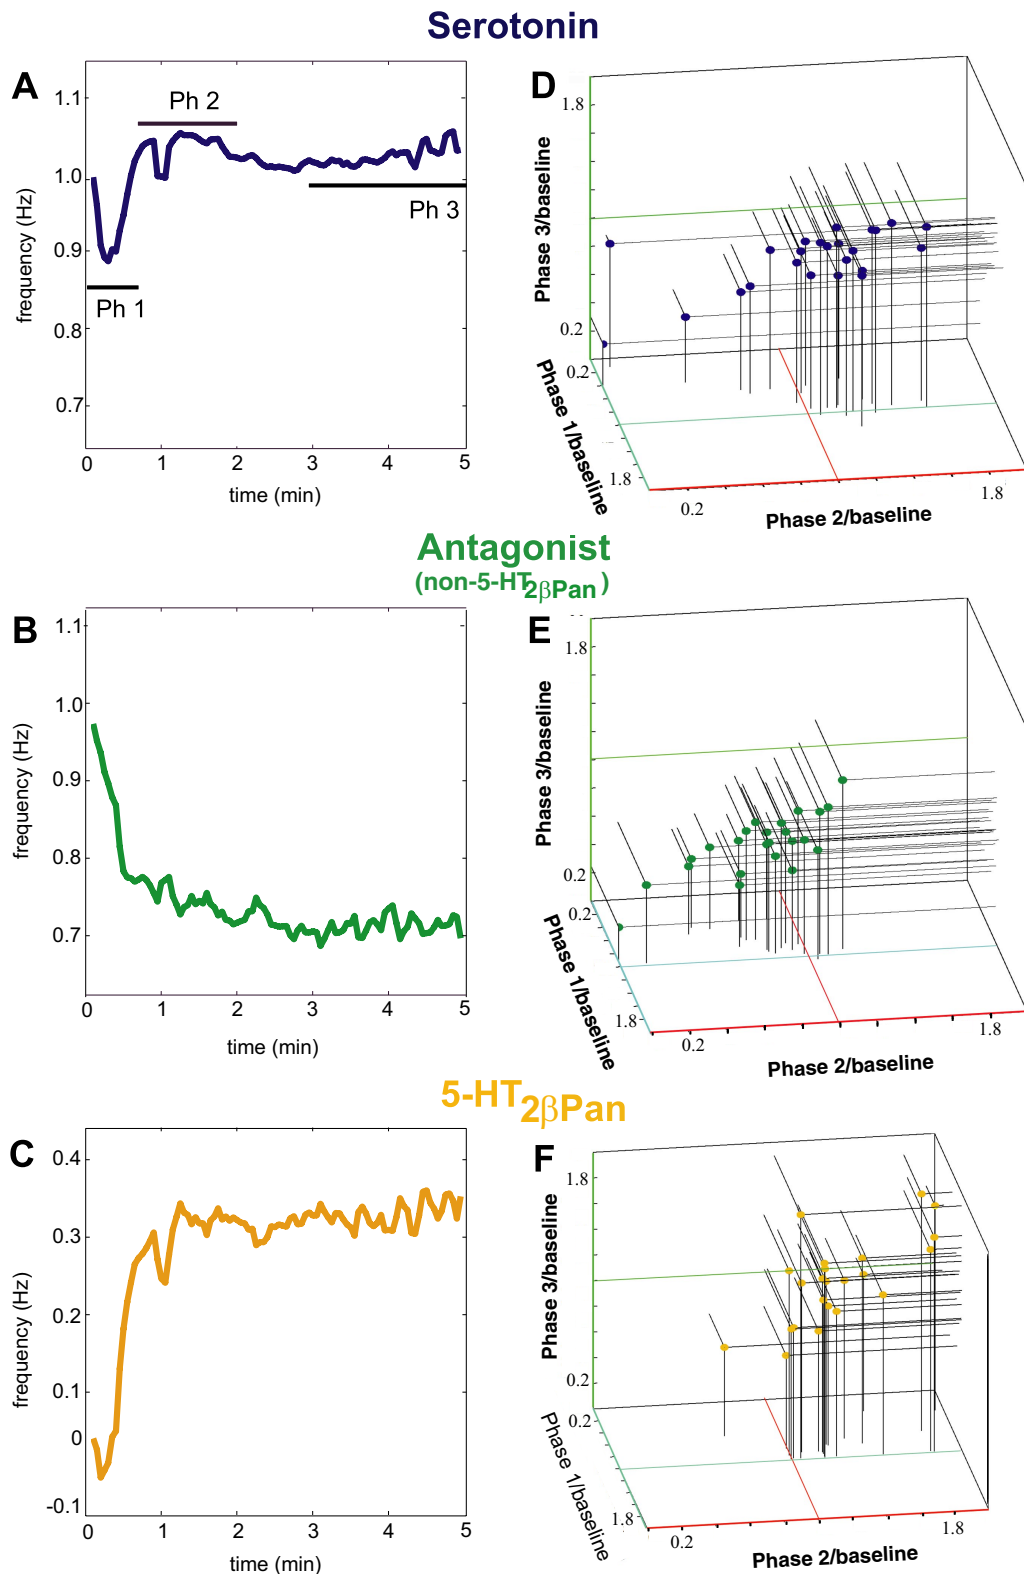 Serotonin
A
1.1
1.0
0.9
0.8
0.7
frequency (Hz)
Ph 2
Ph 3
Ph 1
0
1
2
3
4
5
time (min)
D
1.8
0.2
Phase 3/baseline
0.2
1.8
Phase 1/baseline
0.2
1.8
Phase 2/baseline
Antagonist
(non-5-HT2βPan)
B
1.1
1.0
0.9
0.8
0.7
frequency (Hz)
0
1
2
3
4
5
time (min)
E
1.8
0.2
Phase 3/baseline
0.2
1.8
Phase 1/baseline
0.2
1.8
Phase 2/baseline
5-HT2βPan
C
0.4
0.3
0.2
0.1
0
-0.1
frequency (Hz)
0
1
2
3
4
5
time (min)
F
1.8
0.2
Phase 3/baseline
0.2
1.8
Phase 1/baseline
0.2
1.8
Phase 2/baseline